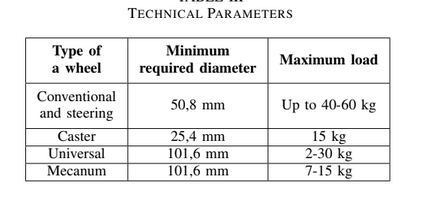 TABLE III
TECHNICAL PARAMETERS
Type of a wheel | Minimum required diameter | Maximum load
Conventional and steering | 50,8 mm | Up to 40-60 kg
Caster | 25,4 mm | 15 kg
Universal | 101,6 mm | 2-30 kg
Mecanum | 101,6 mm | 7-15 kg